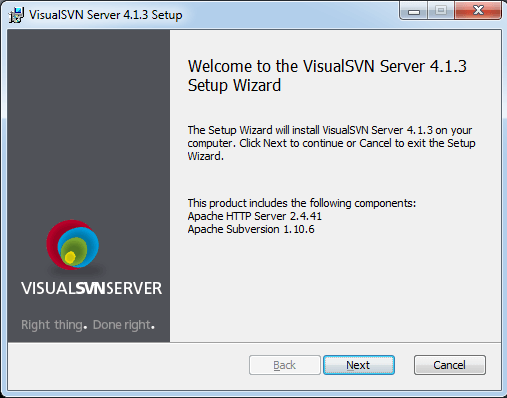 VisualSVN Server 4.1.3 Setup
Welcome to the VisualSVN Server 4.1.3
Setup Wizard
The Setup Wizard will install VisualSVN Server 4.1.3 on your
computer. Click Next to continue or Cancel to exit the Setup
Wizard.
This product includes the following components:
Apache HTTP Server 2.4.41
Apache Subversion 1.10.6
VISUALSVNSERVER
Right thing. Done right.
Back
Next
Cancel